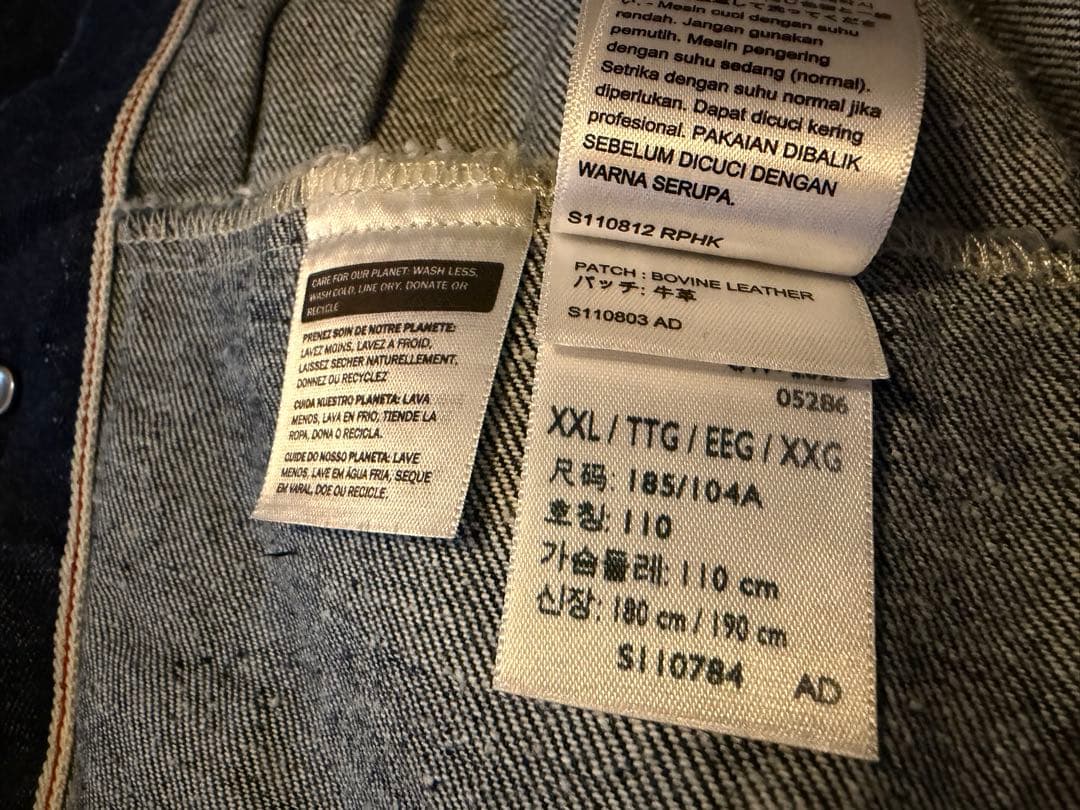 - Mesin cuci dengan suhu
rendah. Jangan gunakan
pemutih. Mesin pengering
dengan suhu sedang (normal).
Setrika dengan suhu normal jika
diperlukan. Dapat dicuci kering
profesional. PAKAIAN DIBALIK
SEBELUM DICUCI DENGAN
WARNA SERUPA.
S110812 RPHK
PATCH : BOVINE LEATHER
パッチ: 牛革
S110803 AD
05286
XXL / TTG / EEG / XXG
尺码: 185/104A
호칭: 110
가슴둘레: 110 cm
신장: 180 cm / 190 cm
S110784 AD
CARE FOR OUR PLANET: WASH LESS,
WASH COLD, LINE DRY, DONATE OR
RECYCLE
PRENEZ SOIN DE NOTRE PLANETE:
LAVEZ MOINS, LAVEZ A FROID,
LAISSEZ SECHER NATURELLEMENT,
DONNEZ OU RECYCLEZ
CUIDA NUESTRO PLANETA: LAVA
MENOS, LAVA EN FRIO, TIENDE LA
ROPA, DONA O RECICLA.
CUIDE DO NOSSO PLANETA: LAVE
MENOS, LAVE EM ÁGUA FRIA, SEQUE
EM VARAL, DOE OU RECICLE.